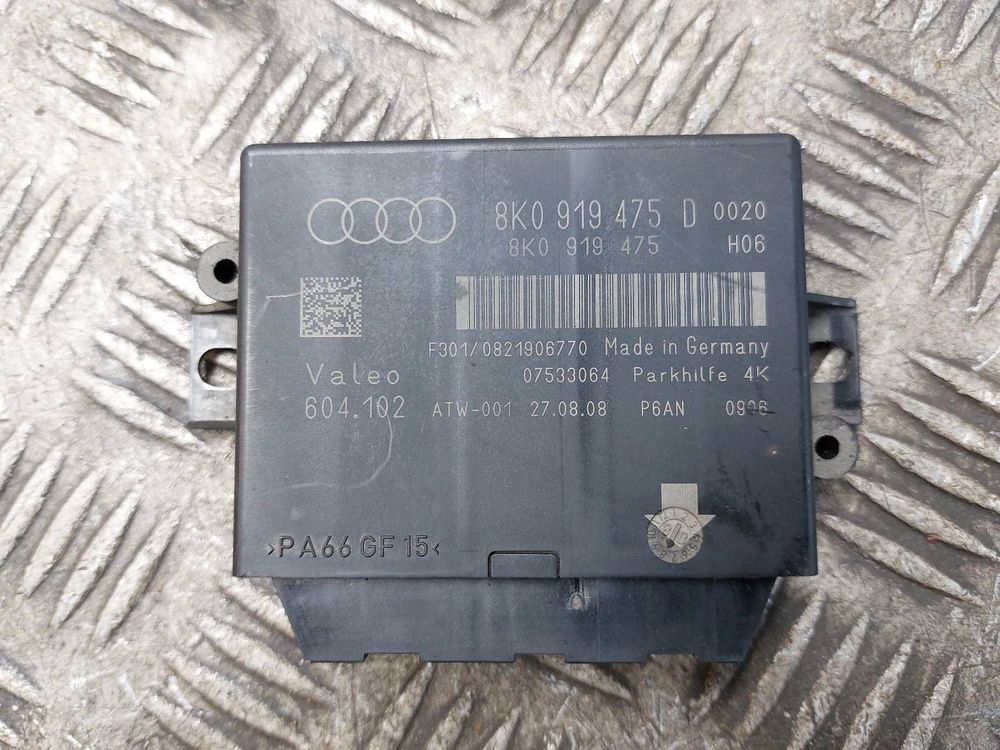 8K0 919 475 D 0020
8K0 919 475 H06
F301/0821906770 Made in Germany
Valeo 07533064 Parkhilfe 4K
604.102 ATW-001 27.08.08 P6AN
>PA66 GF15<